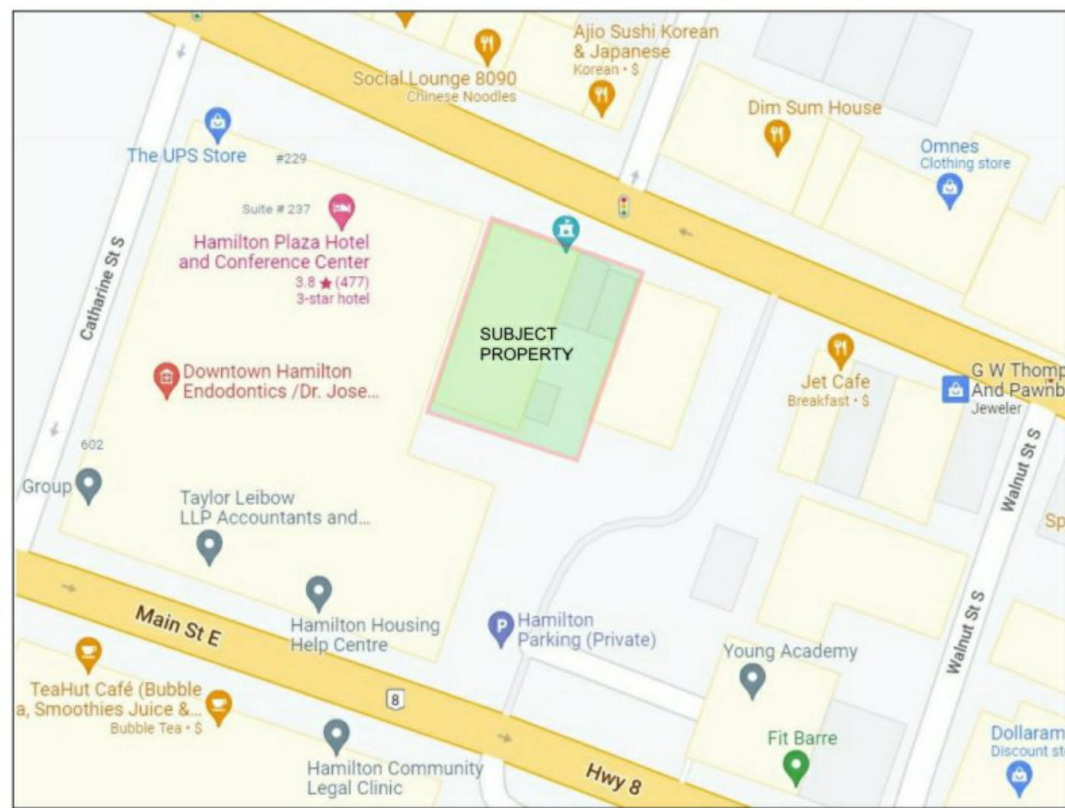 Ajio Sushi Korean
& Japanese
Korean • $
Social Lounge 8090
Chinese Noodles
Dim Sum House
Omnes
Clothing store
The UPS Store
#229
Suite # 237
Hamilton Plaza Hotel
and Conference Center
3.8 ★ (477)
3-star hotel
Catharine St S
SUBJECT
PROPERTY
Downtown Hamilton
Endodontics /Dr. Jose...
Jet Cafe
Breakfast • $
G W Thomp
And Pawnb
Jeweler
602
Group
Taylor Leibow
LLP Accountants and...
Walnut St S
Sp
Main St E
Hamilton Housing
Help Centre
P
Hamilton
Parking (Private)
Young Academy
Walnut St S
TeaHut Café (Bubble
a, Smoothies Juice &...
Bubble Tea • $
8
Hamilton Community
Legal Clinic
Hwy 8
Fit Barre
Dollaram
Discount st